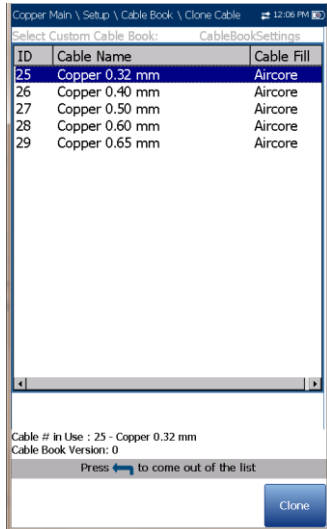 Copper Main \ Setup \ Cable Book \ Clone Cable 12:06 PM
Select Custom Cable Book: CableBookSettings
ID Cable Name Cable Fill
25 Copper 0.32 mm Aircore
26 Copper 0.40 mm Aircore
27 Copper 0.50 mm Aircore
28 Copper 0.60 mm Aircore
29 Copper 0.65 mm Aircore
Cable # in Use : 25 - Copper 0.32 mm
Cable Book Version: 0
Press to come out of the list
Clone